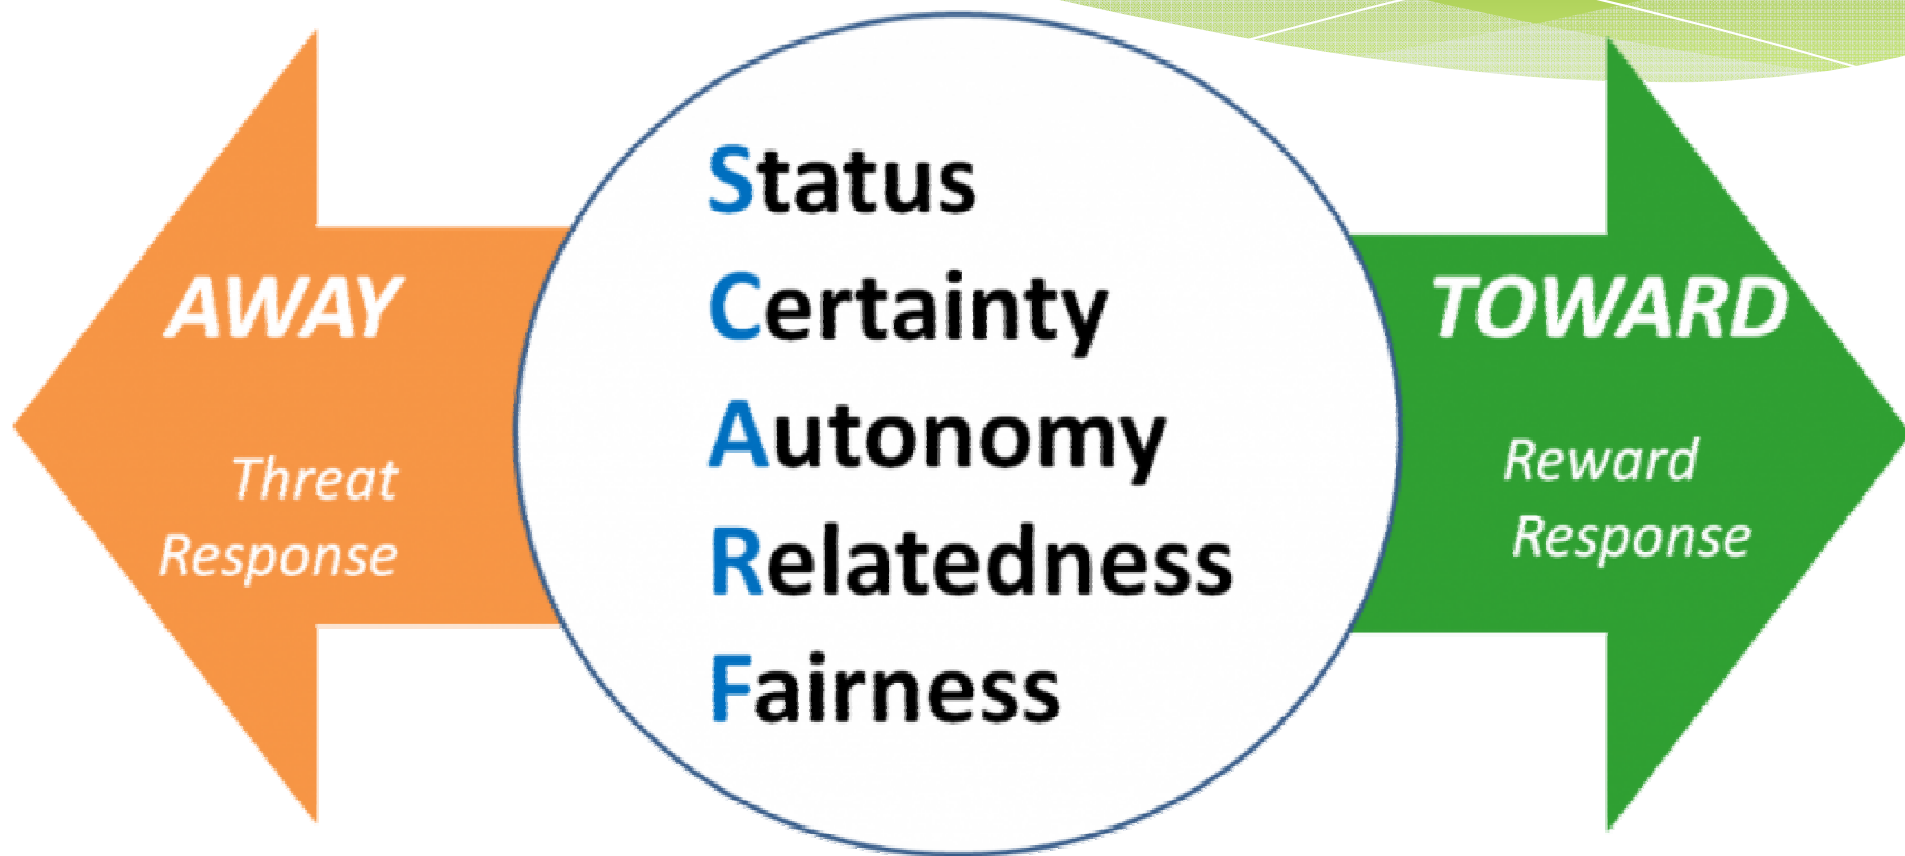 AWAY
Threat
Response
Status
Certainty
Autonomy
Relatedness
Fairness
TOWARD
Reward
Response